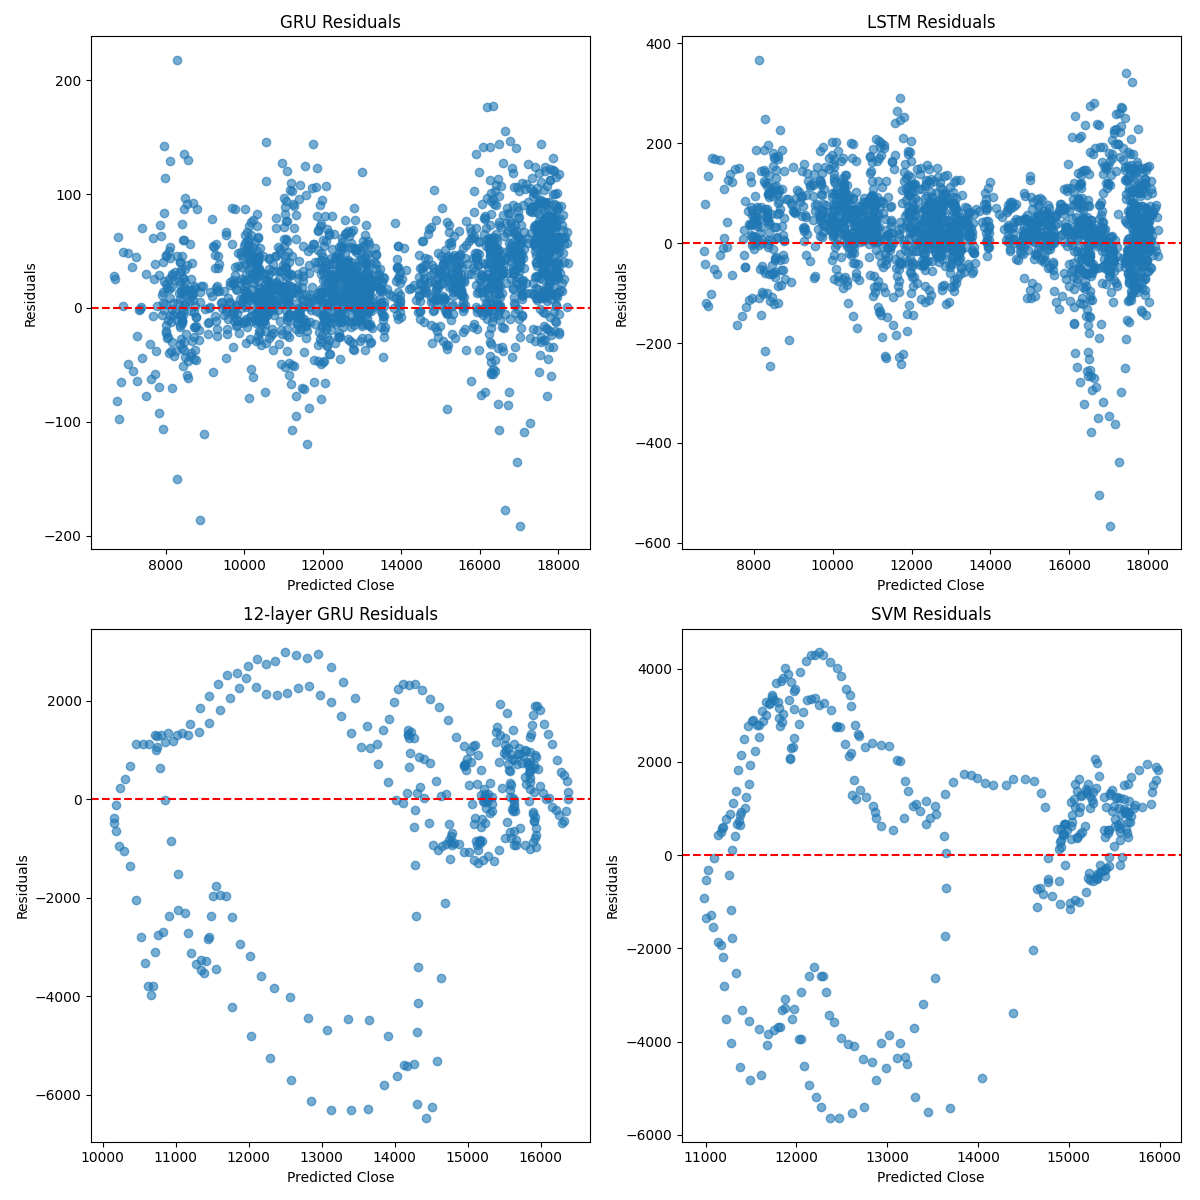 GRU Residuals
200
100
0
−100
−200
Residuals
8000 10000 12000 14000 16000 18000
Predicted Close
LSTM Residuals
400
200
0
−200
−400
−600
Residuals
8000 10000 12000 14000 16000 18000
Predicted Close
12-layer GRU Residuals
2000
0
−2000
−4000
−6000
Residuals
10000 11000 12000 13000 14000 15000 16000
Predicted Close
SVM Residuals
4000
2000
0
−2000
−4000
−6000
Residuals
11000 12000 13000 14000 15000 16000
Predicted Close